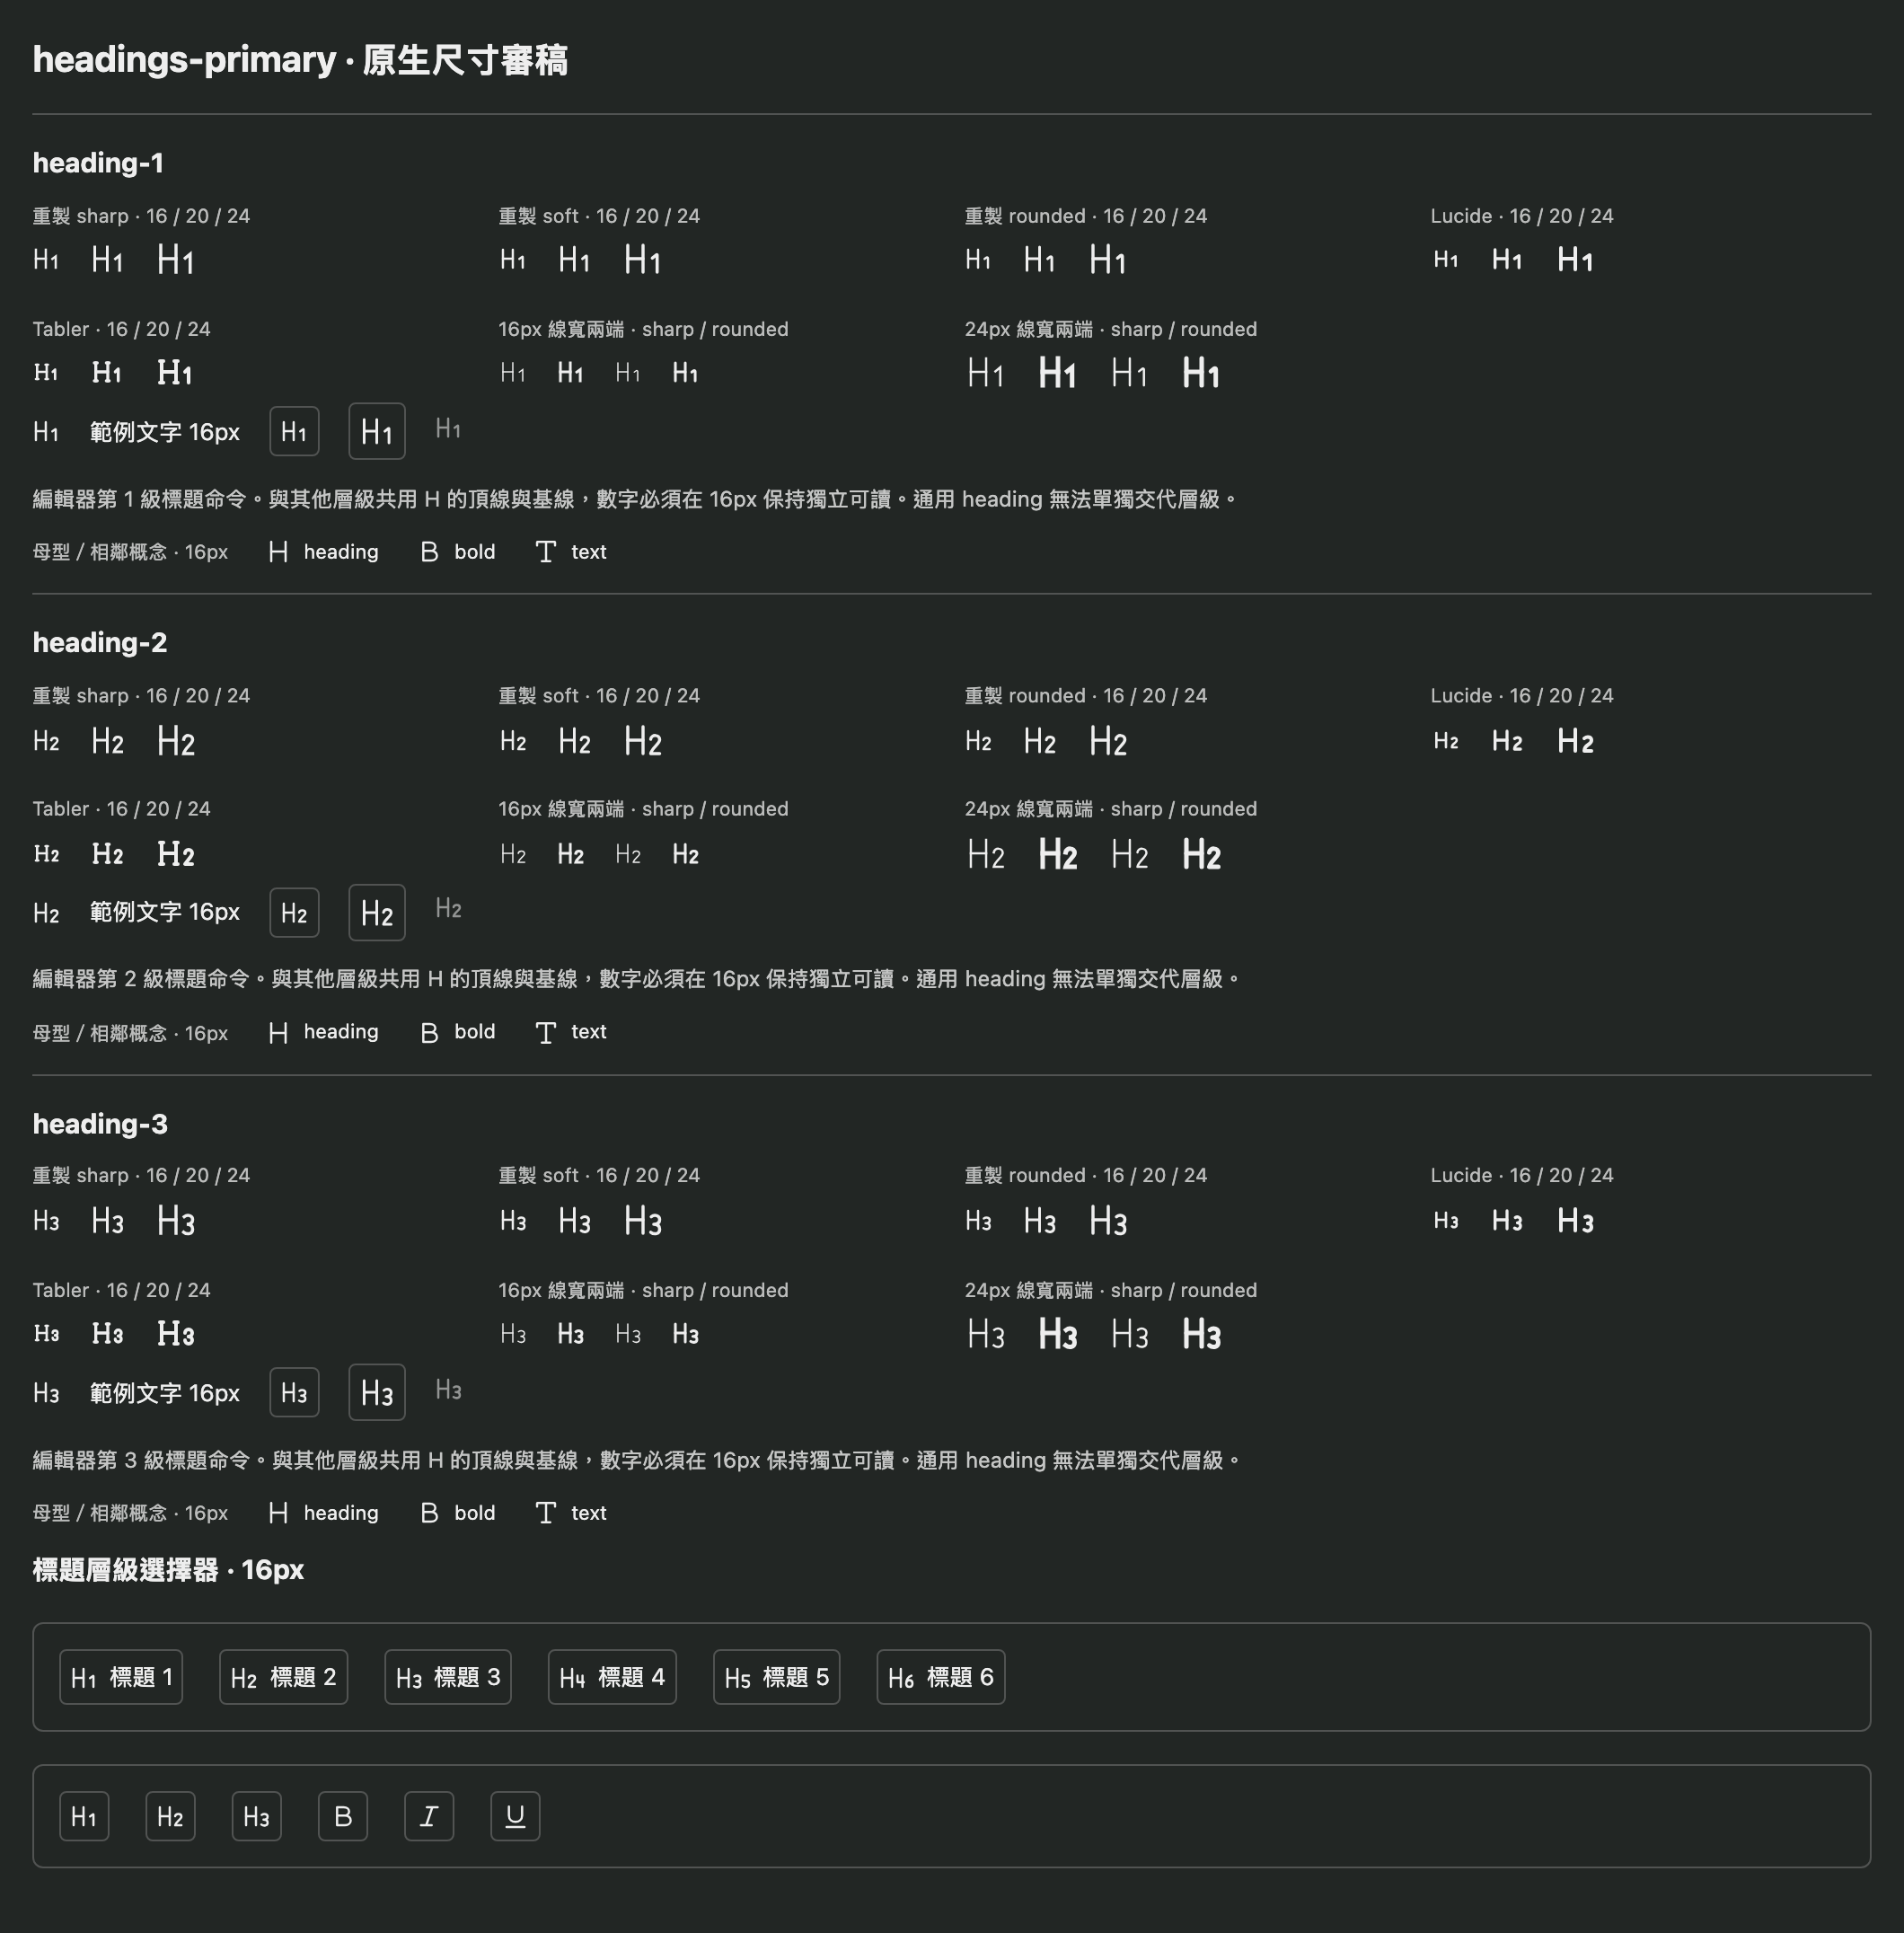 headings-primary · 原生尺寸審稿
heading-1
重製 sharp · 16 / 20 / 24
H1 H1 H1
重製 soft · 16 / 20 / 24
H1 H1 H1
重製 rounded · 16 / 20 / 24
H1 H1 H1
Lucide · 16 / 20 / 24
H1 H1 H1
Tabler · 16 / 20 / 24
H1 H1 H1
16px 線寬兩端 · sharp / rounded
H1 H1 H1 H1
24px 線寬兩端 · sharp / rounded
H1 H1 H1 H1
H1 範例文字 16px H1 H1 H1
編輯器第 1 級標題命令。與其他層級共用 H 的頂線與基線，數字必須在 16px 保持獨立可讀。通用 heading 無法單獨交代層級。
母型 / 相鄰概念 · 16px H heading B bold T text
heading-2
重製 sharp · 16 / 20 / 24
H2 H2 H2
重製 soft · 16 / 20 / 24
H2 H2 H2
重製 rounded · 16 / 20 / 24
H2 H2 H2
Lucide · 16 / 20 / 24
H2 H2 H2
Tabler · 16 / 20 / 24
H2 H2 H2
16px 線寬兩端 · sharp / rounded
H2 H2 H2 H2
24px 線寬兩端 · sharp / rounded
H2 H2 H2 H2
H2 範例文字 16px H2 H2 H2
編輯器第 2 級標題命令。與其他層級共用 H 的頂線與基線，數字必須在 16px 保持獨立可讀。通用 heading 無法單獨交代層級。
母型 / 相鄰概念 · 16px H heading B bold T text
heading-3
重製 sharp · 16 / 20 / 24
H3 H3 H3
重製 soft · 16 / 20 / 24
H3 H3 H3
重製 rounded · 16 / 20 / 24
H3 H3 H3
Lucide · 16 / 20 / 24
H3 H3 H3
Tabler · 16 / 20 / 24
H3 H3 H3
16px 線寬兩端 · sharp / rounded
H3 H3 H3 H3
24px 線寬兩端 · sharp / rounded
H3 H3 H3 H3
H3 範例文字 16px H3 H3 H3
編輯器第 3 級標題命令。與其他層級共用 H 的頂線與基線，數字必須在 16px 保持獨立可讀。通用 heading 無法單獨交代層級。
母型 / 相鄰概念 · 16px H heading B bold T text
標題層級選擇器 · 16px
H1 標題 1 H2 標題 2 H3 標題 3 H4 標題 4 H5 標題 5 H6 標題 6
H1 H2 H3 B I U